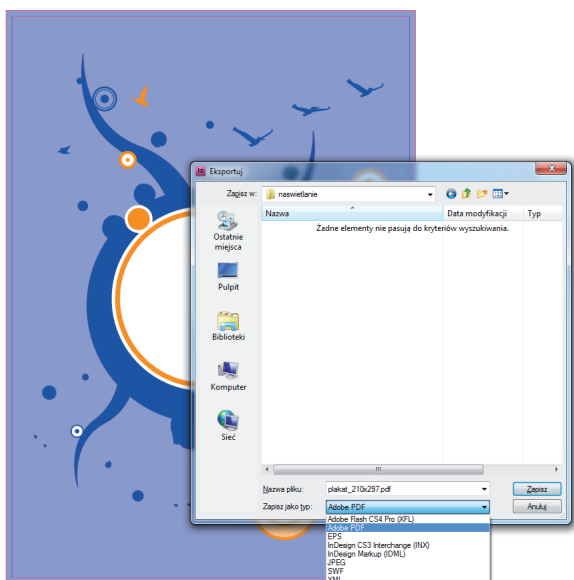 Id Eksportuj
Zapisz w: naswietlanie
Nazwa Data modyfikacji Typ
Żadne elementy nie pasują do kryteriów wyszukiwania.
Ostatnie
miejsca
Pulpit
Biblioteki
Komputer
Sieć
Nazwa pliku: plakat_210x297.pdf Zapisz
Zapisz jako typ: Adobe PDF Anuluj
Adobe Flash CS4 Pro (XFL)
Adobe PDF
EPS
InDesign CS3 Interchange (INX)
InDesign Markup (IDML)
JPEG
SWF
XML